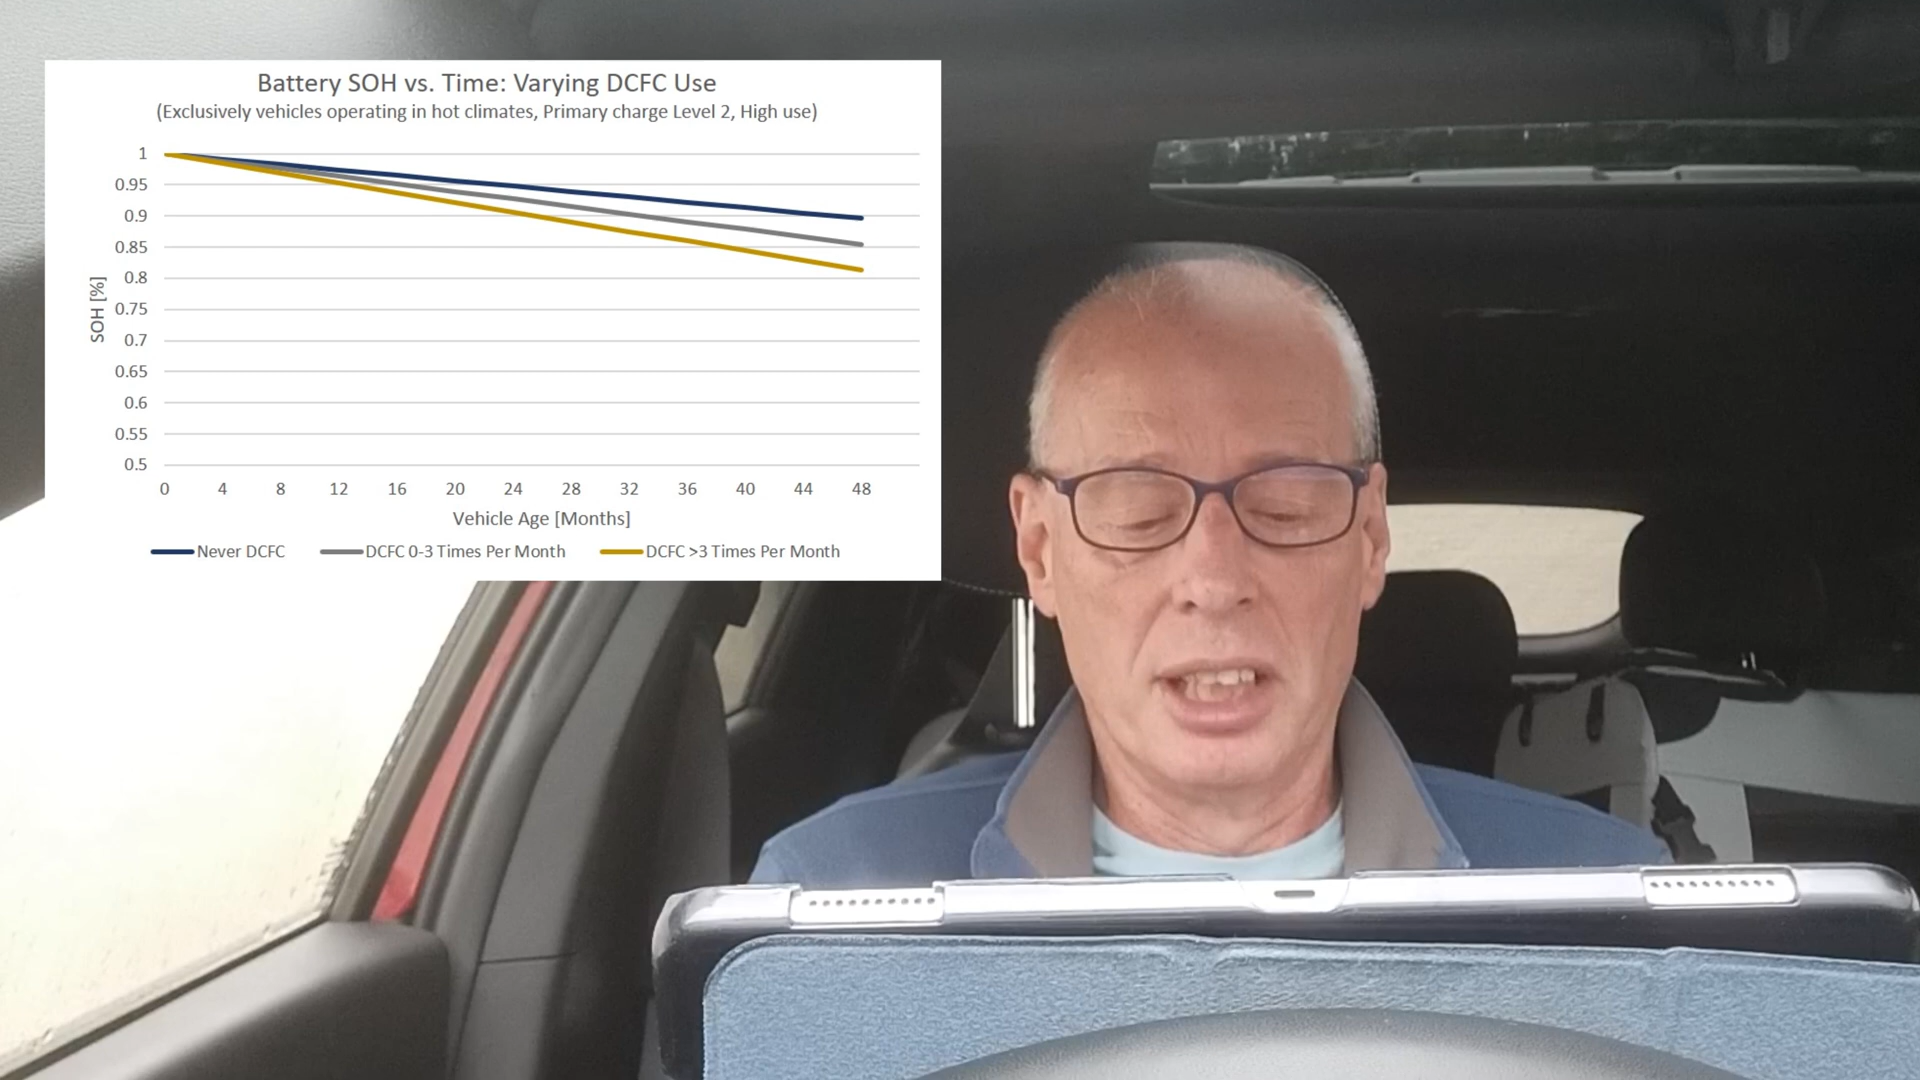 Battery SOH vs. Time: Varying DCFC Use
(Exclusively vehicles operating in hot climates, Primary charge Level 2, High use)
1
0.95
0.9
0.85
0.8
0.75
0.7
0.65
0.6
0.55
0.5
SOH [%]
0 4 8 12 16 20 24 28 32 36 40 44 48
Vehicle Age [Months]
Never DCFC DCFC 0-3 Times Per Month DCFC >3 Times Per Month